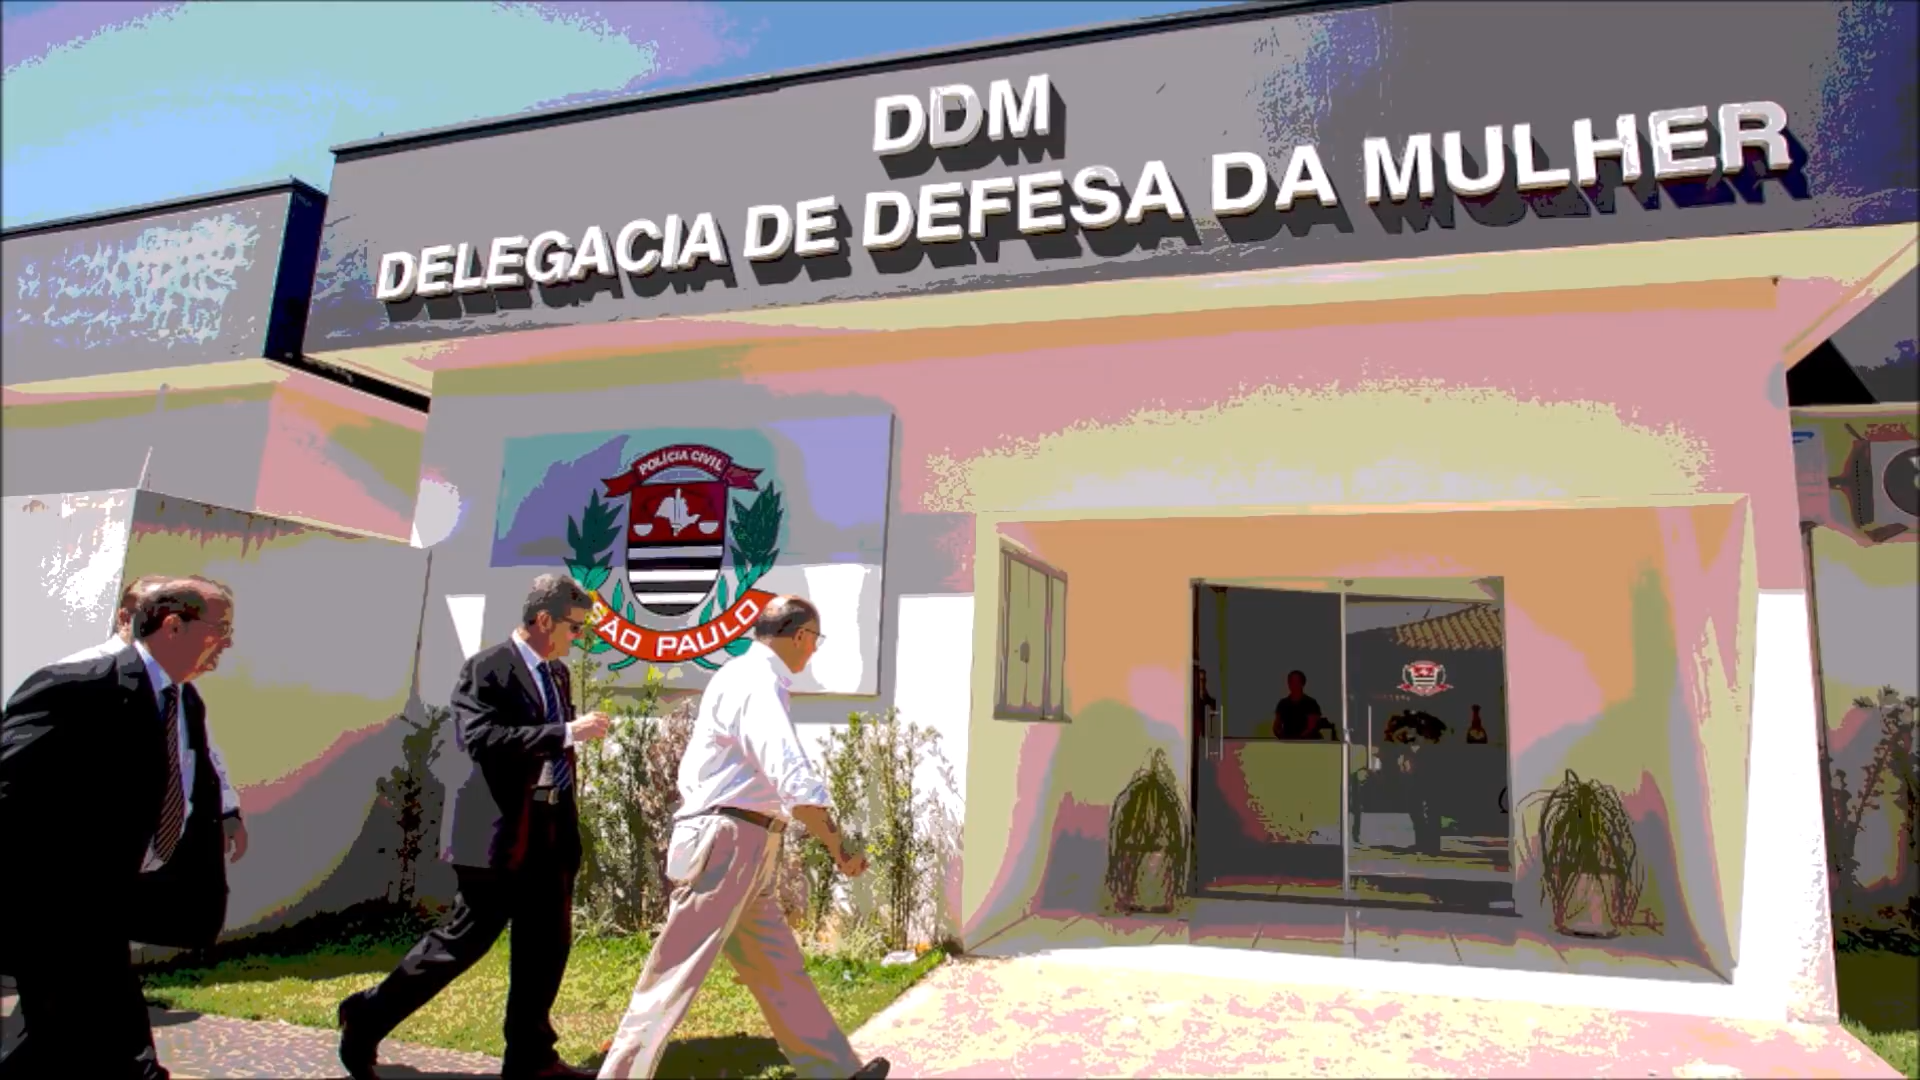 DDM
DELEGACIA DE DEFESA DA MULHER
POLÍCIA CIVIL
SÃO PAULO